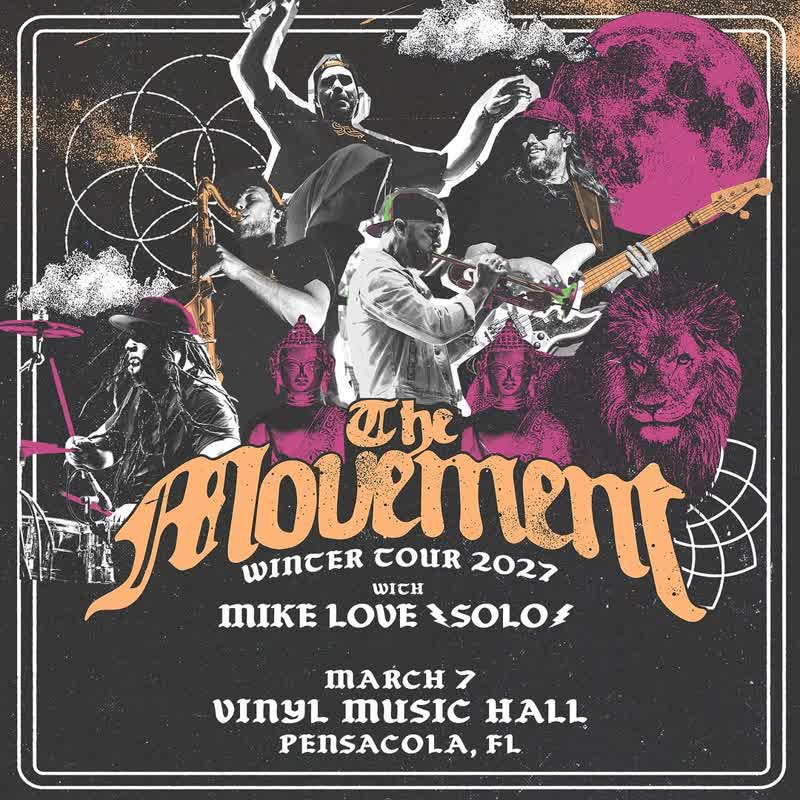 The
Movement
WINTER TOUR 2027
WITH
MIKE LOVE SOLO
MARCH 7
VINYL MUSIC HALL
PENSACOLA, FL